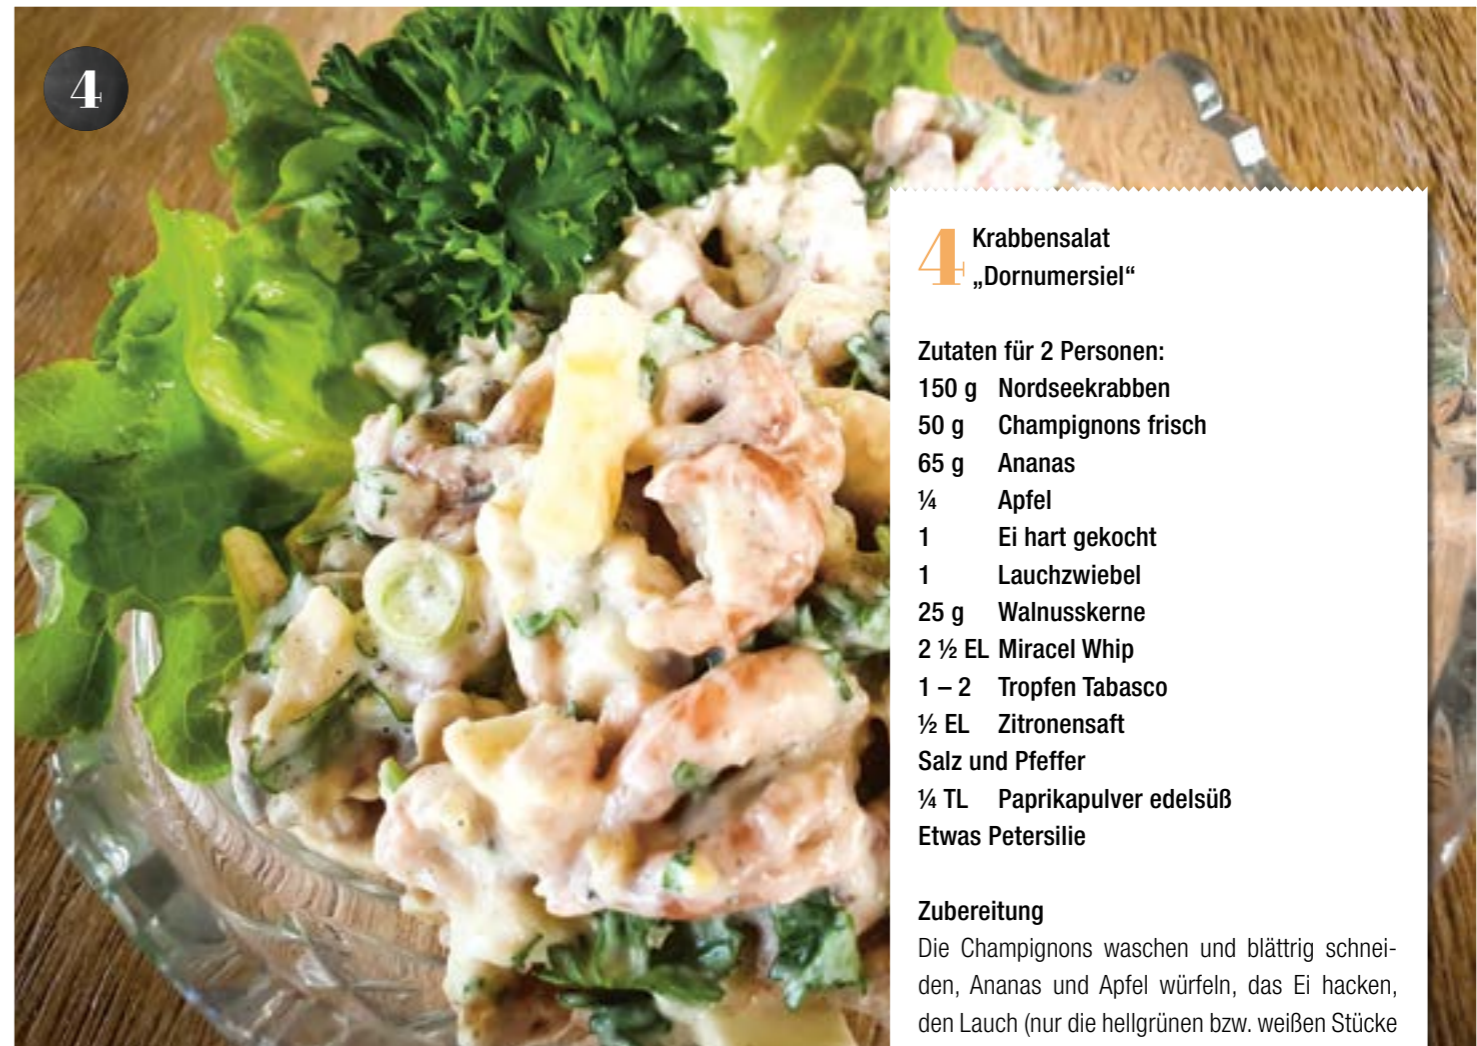 4
4 Krabbensalat
„Dornumersiel“
Zutaten für 2 Personen:
150 g Nordseekrabben
50 g Champignons frisch
65 g Ananas
¼ Apfel
1 Ei hart gekocht
1 Lauchzwiebel
25 g Walnusskerne
2 ½ EL Miracel Whip
1 – 2 Tropfen Tabasco
½ EL Zitronensaft
Salz und Pfeffer
¼ TL Paprikapulver edelsüß
Etwas Petersilie
Zubereitung
Die Champignons waschen und blättrig schnei-
den, Ananas und Apfel würfeln, das Ei hacken,
den Lauch (nur die hellgrünen bzw. weißen Stücke